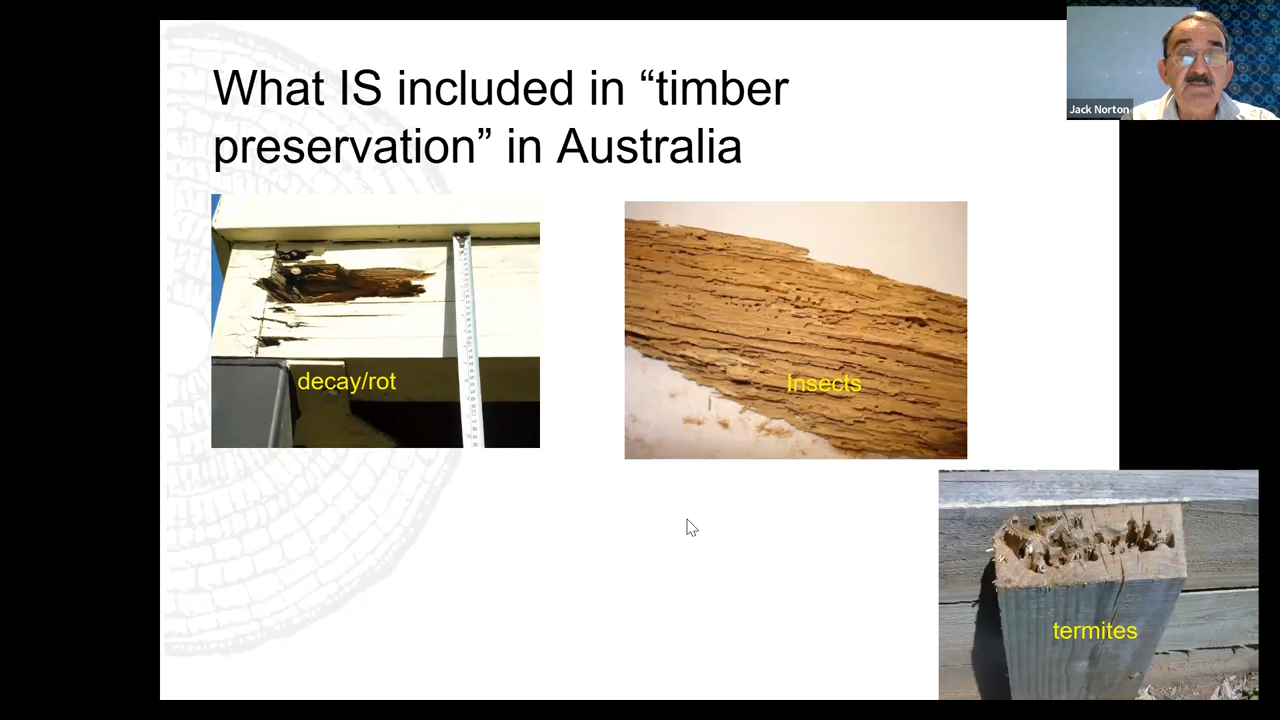 What IS included in “timber
preservation” in Australia
Jack Norton
decay/rot
Insects
termites